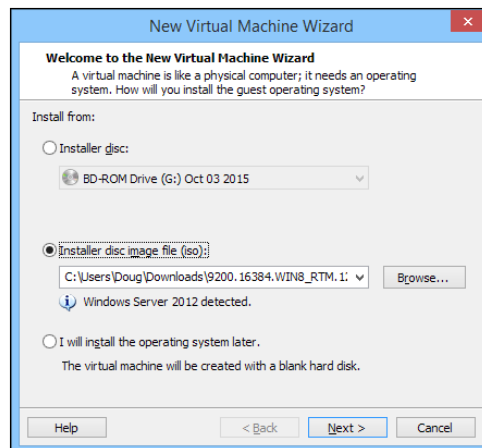 New Virtual Machine Wizard
Welcome to the New Virtual Machine Wizard
A virtual machine is like a physical computer; it needs an operating
system. How will you install the guest operating system?
Install from:
Installer disc:
BD-ROM Drive (G:) Oct 03 2015
Installer disc image file (iso):
C:\Users\Doug\Downloads\9200.16384.WIN8_RTM.12
Browse...
Windows Server 2012 detected.
I will install the operating system later.
The virtual machine will be created with a blank hard disk.
Help
< Back
Next >
Cancel